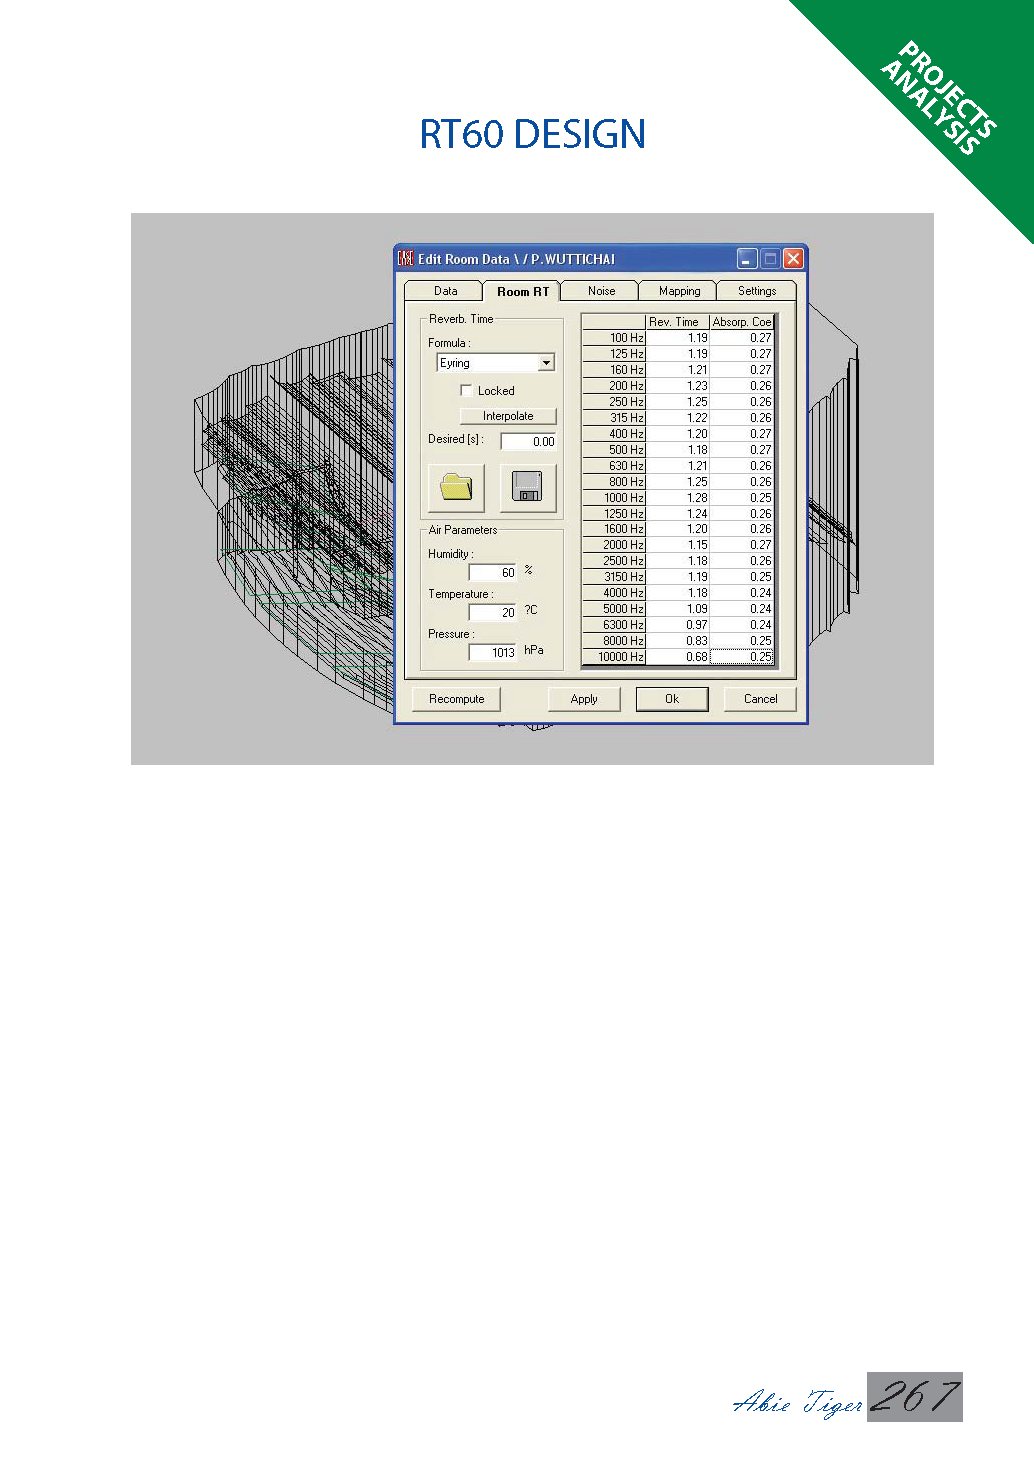 PROJECTS
ANALYSIS
RT60 DESIGN
EASE Edit Room Data \ / P.WUTTICHAI
Data Room RT Noise Mapping Settings
Reverb. Time
Formula :
Eyring
Locked
Interpolate
Desired [s] : 0.00
Air Parameters
Humidity :
60 %
Temperature :
20 ?C
Pressure :
1013 hPa
Rev. Time Absorp. Coe
100 Hz 1.19 0.27
125 Hz 1.19 0.27
160 Hz 1.21 0.27
200 Hz 1.23 0.26
250 Hz 1.25 0.26
315 Hz 1.22 0.26
400 Hz 1.20 0.27
500 Hz 1.18 0.27
630 Hz 1.21 0.26
800 Hz 1.25 0.26
1000 Hz 1.28 0.25
1250 Hz 1.24 0.26
1600 Hz 1.20 0.26
2000 Hz 1.15 0.27
2500 Hz 1.18 0.26
3150 Hz 1.19 0.25
4000 Hz 1.18 0.24
5000 Hz 1.09 0.24
6300 Hz 0.97 0.24
8000 Hz 0.83 0.25
10000 Hz 0.68 0.25
Recompute Apply Ok Cancel
Abie Tiger 267